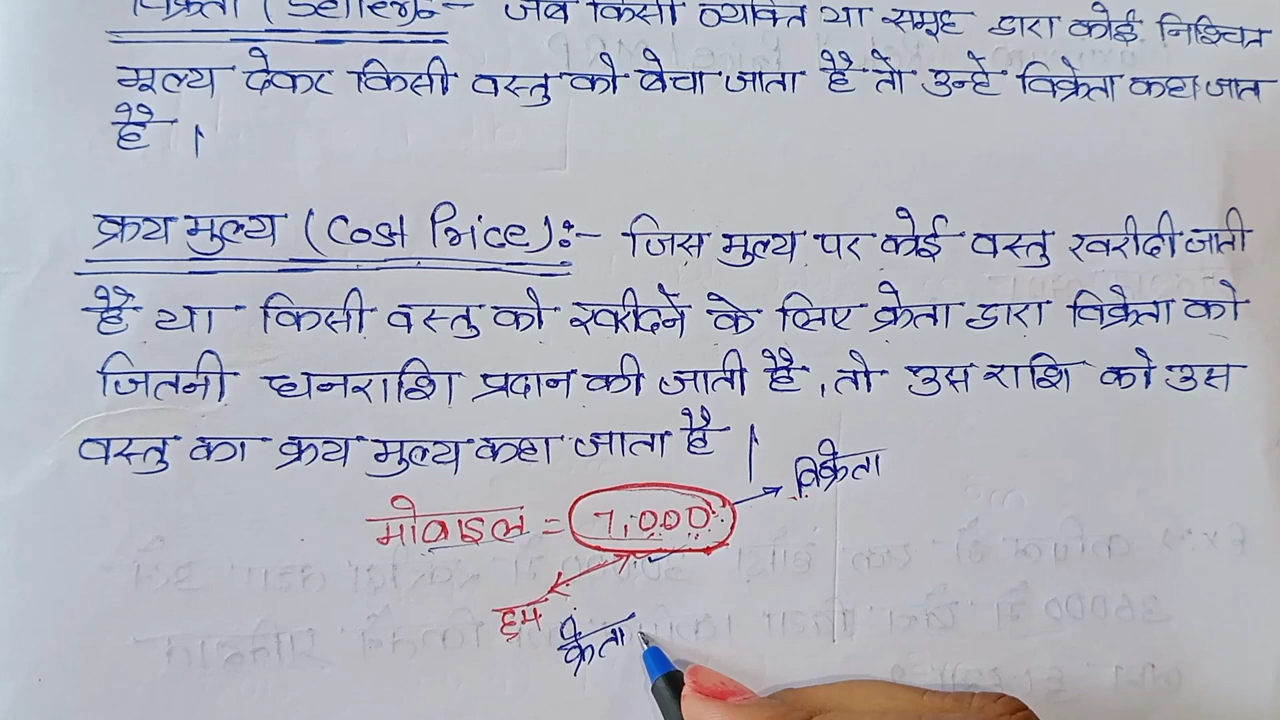 विक्रेता (Seller):- जब किसी व्यक्ति या समूह द्वारा कोई निश्चित
मूल्य देकर किसी वस्तु को बेचा जाता है तो उन्हे विक्रेता कहा जात
है |
क्रय मुल्य (Cost Price):- जिस मुल्य पर कोई वस्तु खरीदी जाती
है या किसी वस्तु को खरीदने के लिए क्रेता द्वारा विक्रेता को
जितनी धनराशि प्रदान की जाती है, तो उस राशि को उस
वस्तु का क्रय मुल्य कहा जाता है |
विक्रेता
मोबाइल = 7,000
हम
क्रेता